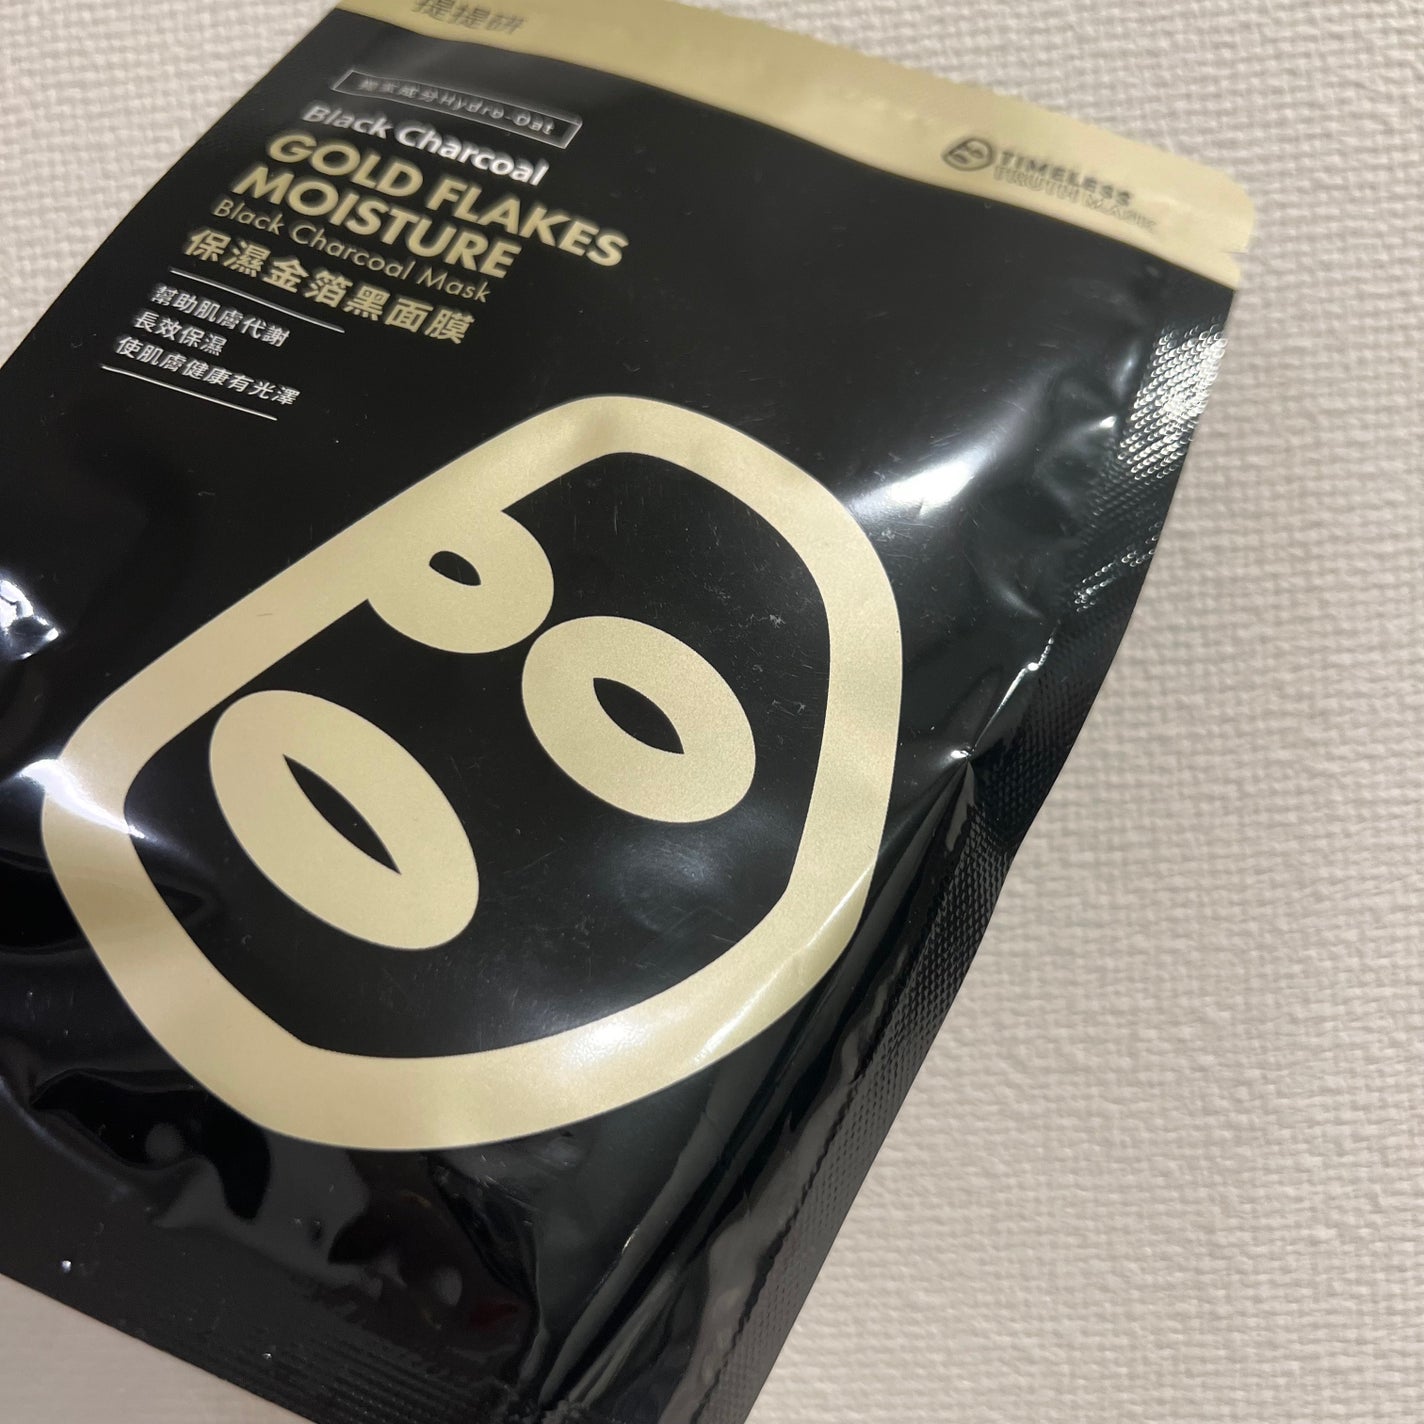 提提研
TIMELESS
TRUTH MASK
Hydro-Oat
Black Charcoal
GOLD FLAKES
MOISTURE
Black Charcoal Mask
保濕金箔黑面膜
幫助肌膚代謝
長效保濕
使肌膚健康有光澤